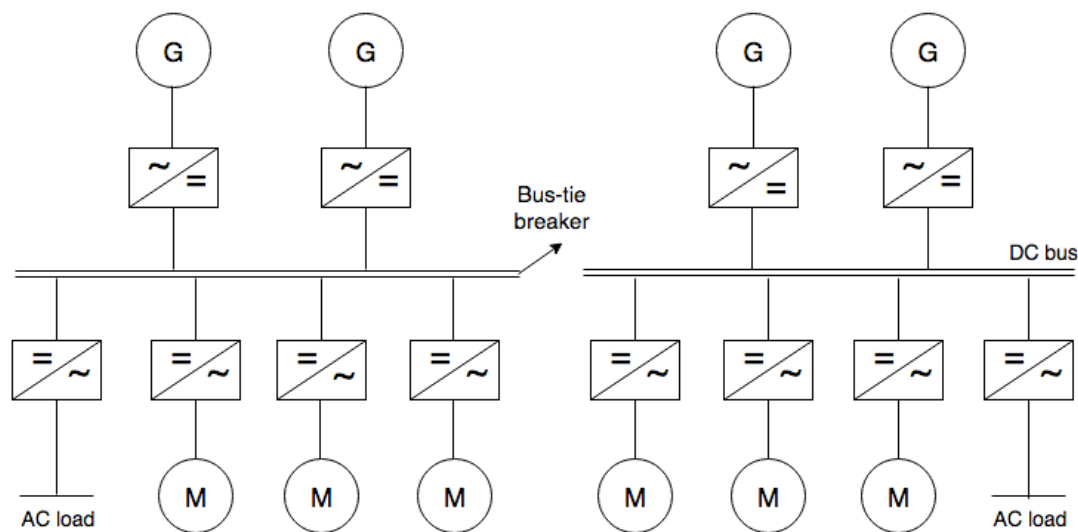 G
G
G
G
~
=
~
=
~
=
~
=
Bus-tie
breaker
DC bus
=
~
=
~
=
~
=
~
=
~
=
~
=
~
=
~
M
M
M
M
M
M
AC load
AC load